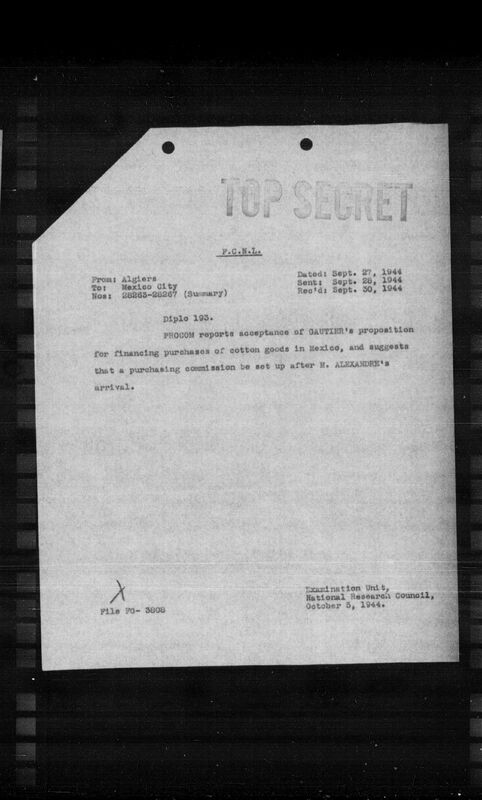 TOP SECRET
F.C.N.L.
From: Algiers
To: Mexico City
Nos: 28263-28267 (Summary)
Dated: Sept. 27, 1944
Sent: Sept. 28, 1944
Rec'd: Sept. 30, 1944
Diplo 193.
PROCOM reports acceptance of GAUTIER's proposition
for financing purchases of cotton goods in Mexico, and suggests
that a purchasing commission be set up after H. ALEXANDRE's
arrival.
X
File FG- 3808
Examination Unit,
National Research Council,
October 5, 1944.